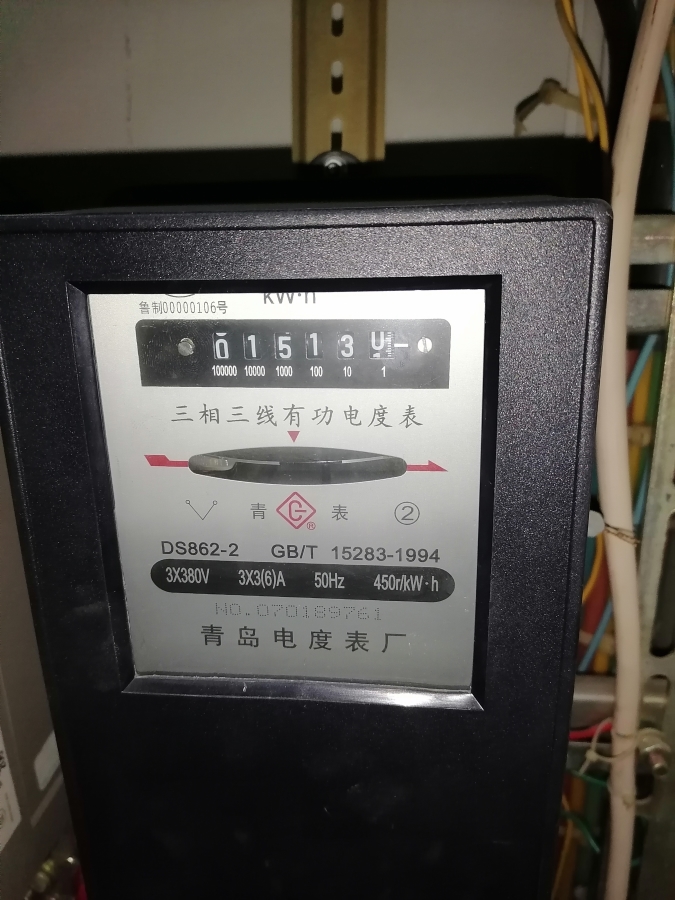 kW·h
鲁制00000106号
0 1 5 1 3 0
100000 10000 1000 100 10 1
三相三线有功电度表
青 表 ②
DS862-2 GB/T 15283-1994
3X380V 3X3(6)A 50Hz 450r/kW·h
NO.070189761
青岛电度表厂